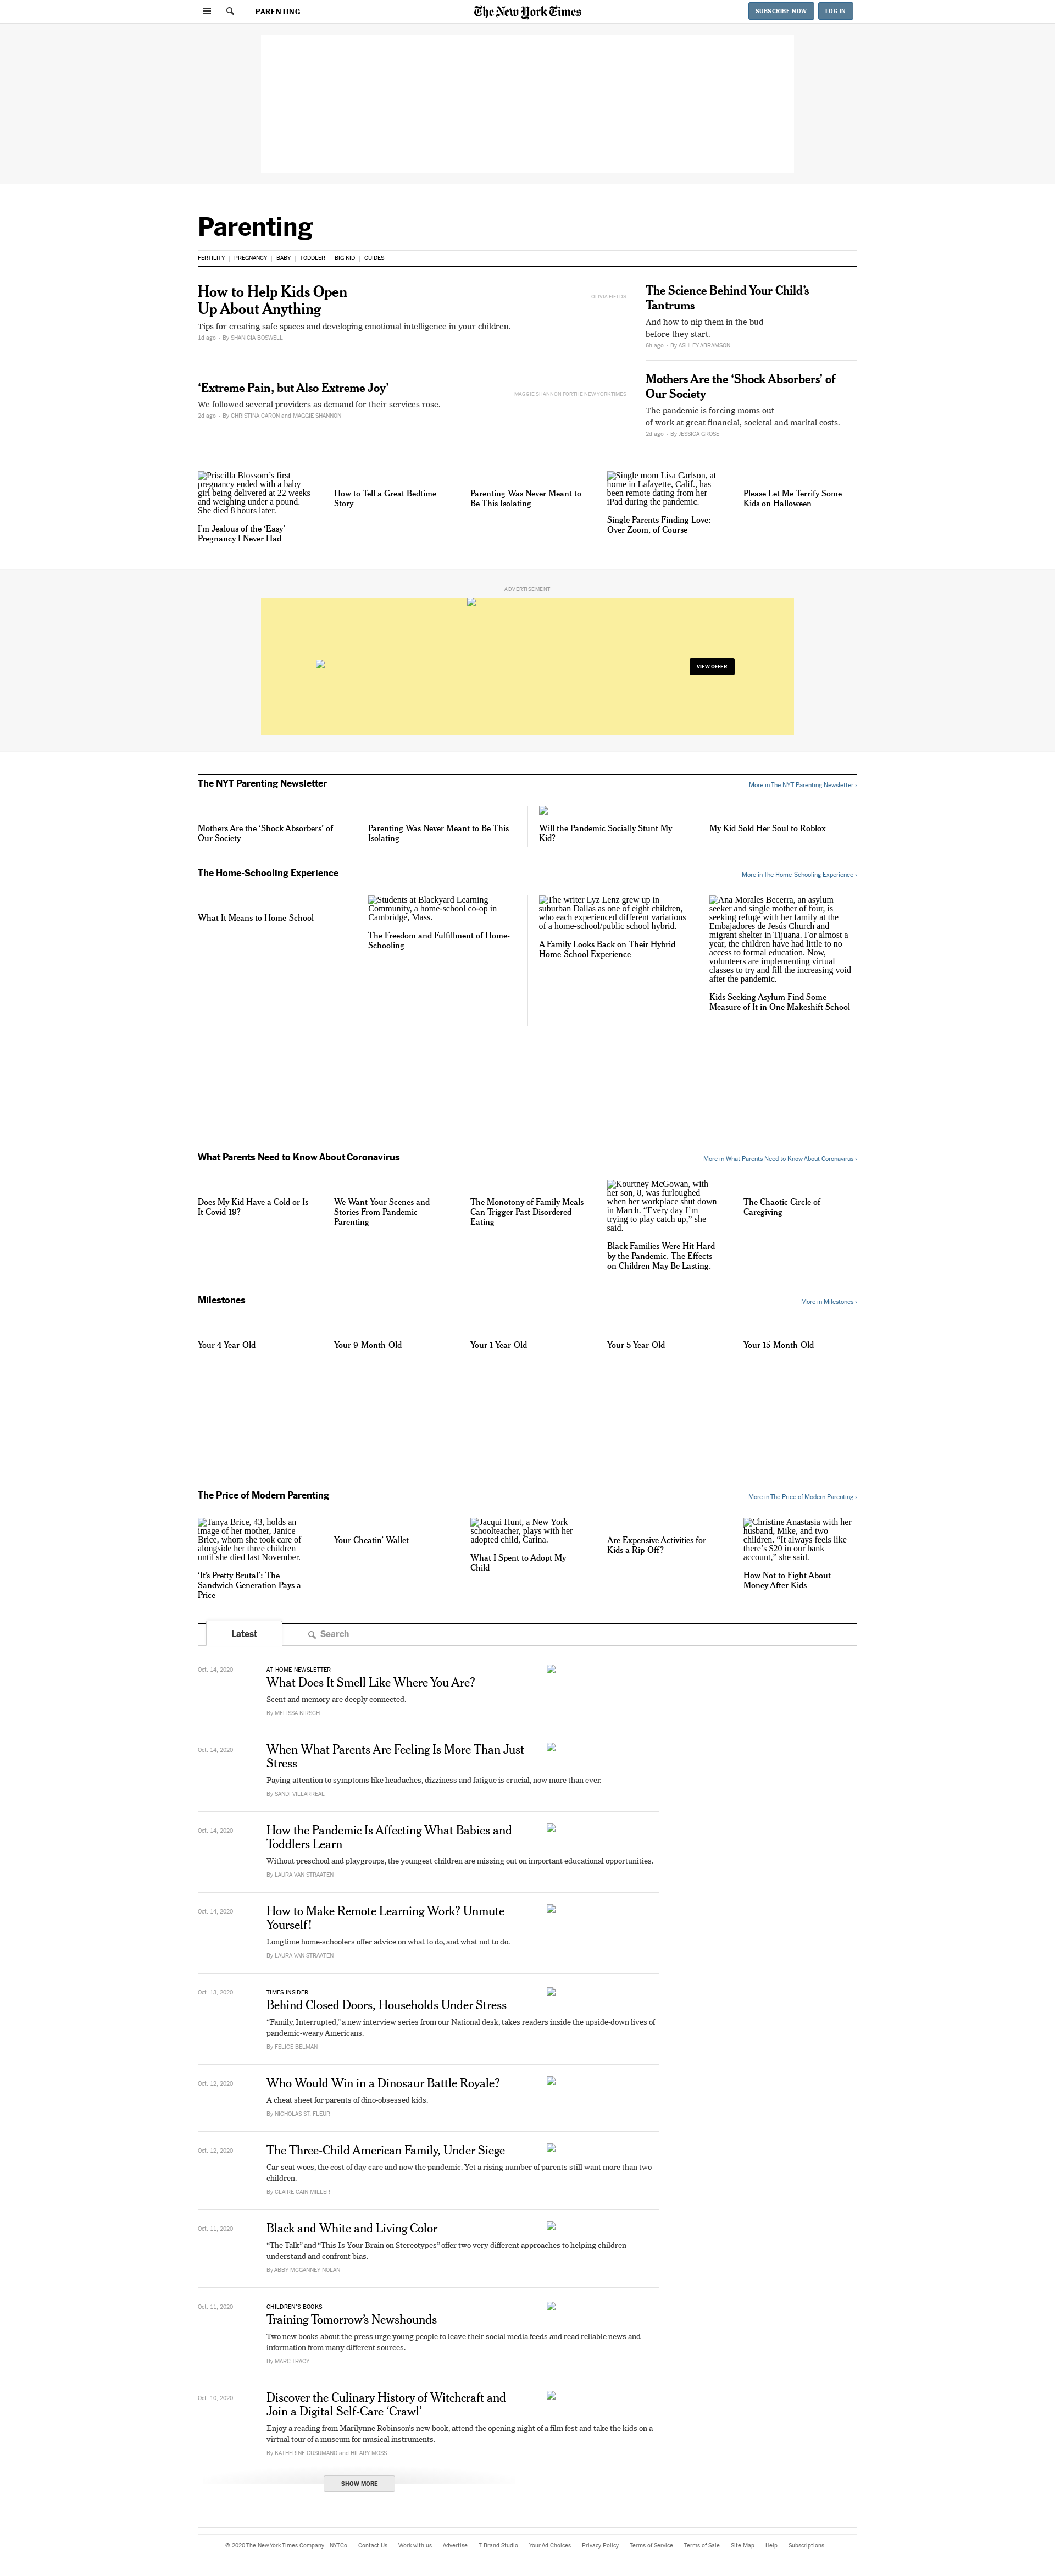 PARENTING
The New York Times
SUBSCRIBE NOW
LOG IN
Parenting
FERTILITY
PREGNANCY
BABY
TODDLER
BIG KID
GUIDES
How to Help Kids Open
Up About Anything
Tips for creating safe spaces and developing emotional intelligence in your children.
1d ago – By SHANICIA BOSWELL
OLIVIA FIELDS
‘Extreme Pain, but Also Extreme Joy’
We followed several providers as demand for their services rose.
2d ago – By CHRISTINA CARON and MAGGIE SHANNON
MAGGIE SHANNON FOR THE NEW YORK TIMES
The Science Behind Your Child’s
Tantrums
And how to nip them in the bud
before they start.
6h ago – By ASHLEY ABRAMSON
Mothers Are the ‘Shock Absorbers’ of
Our Society
The pandemic is forcing moms out
of work at great financial, societal and marital costs.
2d ago – By JESSICA GROSE
Priscilla Blossom’s first
pregnancy ended with a baby
girl being delivered at 22 weeks
and weighing under a pound.
She died 8 hours later.
I’m Jealous of the ‘Easy’
Pregnancy I Never Had
How to Tell a Great Bedtime
Story
Parenting Was Never Meant to
Be This Isolating
Single mom Lisa Carlson, at
home in Lafayette, Calif., has
been remote dating from her
iPad during the pandemic.
Single Parents Finding Love:
Over Zoom, of Course
Please Let Me Terrify Some
Kids on Halloween
ADVERTISEMENT
VIEW OFFER
The NYT Parenting Newsletter
More in The NYT Parenting Newsletter ›
Mothers Are the ‘Shock Absorbers’ of
Our Society
Parenting Was Never Meant to Be This
Isolating
Will the Pandemic Socially Stunt My
Kid?
My Kid Sold Her Soul to Roblox
The Home-Schooling Experience
More in The Home-Schooling Experience ›
What It Means to Home-School
Students at Blackyard Learning
Community, a home-school co-op in
Cambridge, Mass.
The Freedom and Fulfillment of Home-
Schooling
The writer Lyz Lenz grew up in
suburban Dallas as one of eight children,
who each experienced different variations
of a home-school/public school hybrid.
A Family Looks Back on Their Hybrid
Home-School Experience
Ana Morales Becerra, an asylum
seeker and single mother of four, is
seeking refuge with her family at the
Embajadores de Jesús Church and
migrant shelter in Tijuana. For almost a
year, the children have had little to no
access to formal education. Now,
volunteers are implementing virtual
classes to try and fill the increasing void
after the pandemic.
Kids Seeking Asylum Find Some
Measure of It in One Makeshift School
What Parents Need to Know About Coronavirus
More in What Parents Need to Know About Coronavirus ›
Does My Kid Have a Cold or Is
It Covid-19?
We Want Your Scenes and
Stories From Pandemic
Parenting
The Monotony of Family Meals
Can Trigger Past Disordered
Eating
Kourtney McGowan, with
her son, 8, was furloughed
when her workplace shut down
in March. “Every day I’m
trying to play catch up,” she
said.
Black Families Were Hit Hard
by the Pandemic. The Effects
on Children May Be Lasting.
The Chaotic Circle of
Caregiving
Milestones
More in Milestones ›
Your 4-Year-Old
Your 9-Month-Old
Your 1-Year-Old
Your 5-Year-Old
Your 15-Month-Old
The Price of Modern Parenting
More in The Price of Modern Parenting ›
Tanya Brice, 43, holds an
image of her mother, Janice
Brice, whom she took care of
alongside her three children
until she died last November.
‘It’s Pretty Brutal’: The
Sandwich Generation Pays a
Price
Your Cheatin’ Wallet
Jacqui Hunt, a New York
schoolteacher, plays with her
adopted child, Carina.
What I Spent to Adopt My
Child
Are Expensive Activities for
Kids a Rip-Off?
Christine Anastasia with her
husband, Mike, and two
children. “It always feels like
there’s $20 in our bank
account,” she said.
How Not to Fight About
Money After Kids
Latest
Search
Oct. 14, 2020
AT HOME NEWSLETTER
What Does It Smell Like Where You Are?
Scent and memory are deeply connected.
By MELISSA KIRSCH
Oct. 14, 2020
When What Parents Are Feeling Is More Than Just
Stress
Paying attention to symptoms like headaches, dizziness and fatigue is crucial, now more than ever.
By SANDI VILLARREAL
Oct. 14, 2020
How the Pandemic Is Affecting What Babies and
Toddlers Learn
Without preschool and playgroups, the youngest children are missing out on important educational opportunities.
By LAURA VAN STRAATEN
Oct. 14, 2020
How to Make Remote Learning Work? Unmute
Yourself!
Longtime home-schoolers offer advice on what to do, and what not to do.
By LAURA VAN STRAATEN
Oct. 13, 2020
TIMES INSIDER
Behind Closed Doors, Households Under Stress
“Family, Interrupted,” a new interview series from our National desk, takes readers inside the upside-down lives of
pandemic-weary Americans.
By FELICE BELMAN
Oct. 12, 2020
Who Would Win in a Dinosaur Battle Royale?
A cheat sheet for parents of dino-obsessed kids.
By NICHOLAS ST. FLEUR
Oct. 12, 2020
The Three-Child American Family, Under Siege
Car-seat woes, the cost of day care and now the pandemic. Yet a rising number of parents still want more than two
children.
By CLAIRE CAIN MILLER
Oct. 11, 2020
Black and White and Living Color
“The Talk” and “This Is Your Brain on Stereotypes” offer two very different approaches to helping children
understand and confront bias.
By ABBY MCGANNEY NOLAN
Oct. 11, 2020
CHILDREN’S BOOKS
Training Tomorrow’s Newshounds
Two new books about the press urge young people to leave their social media feeds and read reliable news and
information from many different sources.
By MARC TRACY
Oct. 10, 2020
Discover the Culinary History of Witchcraft and
Join a Digital Self-Care ‘Crawl’
Enjoy a reading from Marilynne Robinson’s new book, attend the opening night of a film fest and take the kids on a
virtual tour of a museum for musical instruments.
By KATHERINE CUSUMANO and HILARY MOSS
SHOW MORE
© 2020 The New York Times Company
NYTCo
Contact Us
Work with us
Advertise
T Brand Studio
Your Ad Choices
Privacy Policy
Terms of Service
Terms of Sale
Site Map
Help
Subscriptions